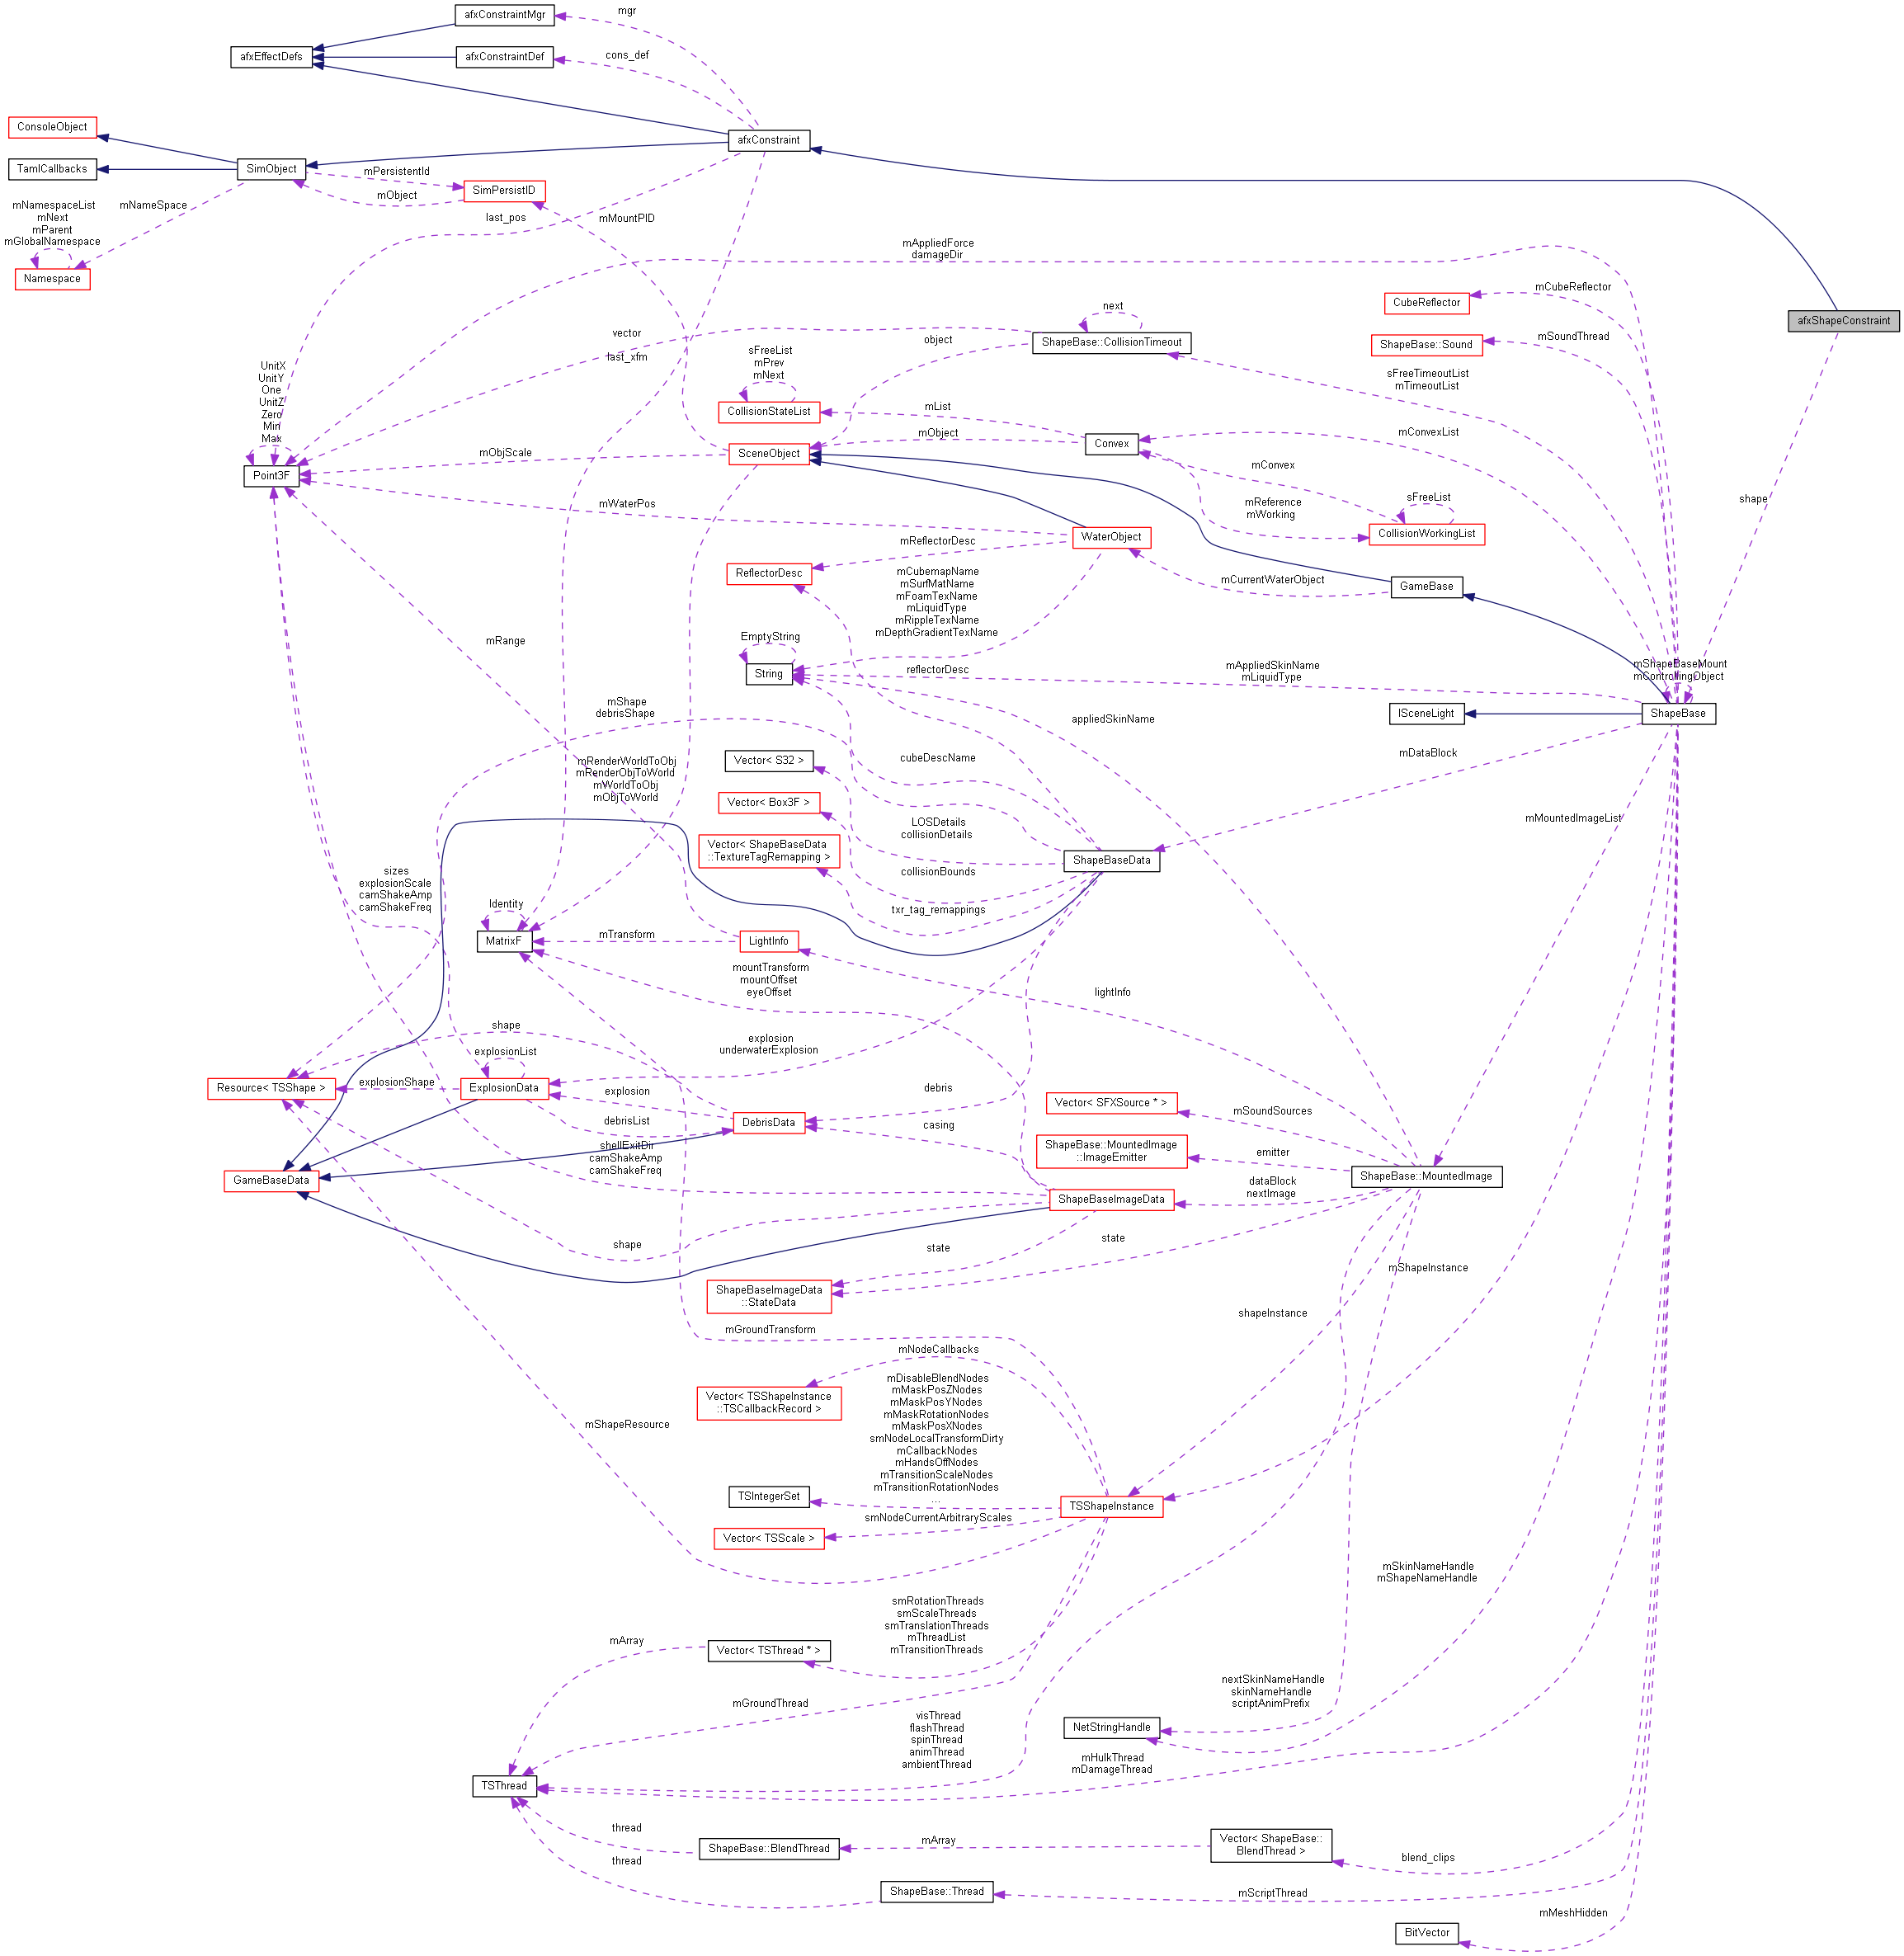 afxConstraintMgr
mgr
afxEffectDefs
afxConstraintDef
cons_def
ConsoleObject
afxConstraint
TamlCallbacks
SimObject
mPersistentId
SimPersistID
mObject
mNamespaceList
mNext
mParent
mGlobalNamespace
mNameSpace
last_pos
mMountPID
mAppliedForce
damageDir
Namespace
mCubeReflector
CubeReflector
afxShapeConstraint
next
vector
object
ShapeBase::CollisionTimeout
mSoundThread
ShapeBase::Sound
last_xfm
sFreeList
mPrev
mNext
sFreeTimeoutList
mTimeoutList
UnitX
UnitY
One
UnitZ
Zero
Min
Max
CollisionStateList
mList
mObject
Convex
mConvexList
mObjScale
SceneObject
mConvex
Point3F
mWaterPos
mReference
mWorking
sFreeList
CollisionWorkingList
shape
WaterObject
mReflectorDesc
ReflectorDesc
mCubemapName
mSurfMatName
mFoamTexName
mLiquidType
mRippleTexName
mDepthGradientTexName
mCurrentWaterObject
GameBase
mRange
EmptyString
String
reflectorDesc
mAppliedSkinName
mLiquidType
mShapeBaseMount
mControllingObject
mShape
debrisShape
appliedSkinName
ISceneLight
ShapeBase
mRenderWorldToObj
mRenderObjToWorld
mWorldToObj
mObjToWorld
Vector< S32 >
cubeDescName
mDataBlock
Vector< Box3F >
LOSDetails
collisionDetails
mMountedImageList
Vector< ShapeBaseData
::TextureTagRemapping >
ShapeBaseData
collisionBounds
sizes
explosionScale
camShakeAmp
camShakeFreq
Identity
txr_tag_remappings
MatrixF
mTransform
LightInfo
mountTransform
mountOffset
eyeOffset
lightInfo
shape
explosion
underwaterExplosion
explosionList
Resource< TSShape >
explosionShape
ExplosionData
explosion
debris
debrisList
DebrisData
casing
Vector< SFXSource * >
mSoundSources
shellExitDir
camShakeAmp
camShakeFreq
ShapeBase::MountedImage
::ImageEmitter
emitter
GameBaseData
ShapeBase::MountedImage
dataBlock
nextImage
ShapeBaseImageData
shape
state
state
mShapeInstance
ShapeBaseImageData
::StateData
shapeInstance
mGroundTransform
mNodeCallbacks
Vector< TSShapeInstance
::TSCallbackRecord >
mDisableBlendNodes
mMaskPosZNodes
mMaskPosYNodes
mMaskRotationNodes
mMaskPosXNodes
smNodeLocalTransformDirty
mCallbackNodes
mHandsOffNodes
mTransitionScaleNodes
mTransitionRotationNodes
...
mShapeResource
TSIntegerSet
TSShapeInstance
smNodeCurrentArbitraryScales
Vector< TSScale >
mSkinNameHandle
mShapeNameHandle
smRotationThreads
smScaleThreads
smTranslationThreads
mThreadList
mTransitionThreads
mArray
Vector< TSThread * >
nextSkinNameHandle
skinNameHandle
scriptAnimPrefix
mGroundThread
NetStringHandle
visThread
flashThread
spinThread
animThread
ambientThread
mHulkThread
mDamageThread
TSThread
thread
ShapeBase::BlendThread
mArray
Vector< ShapeBase::
BlendThread >
blend_clips
thread
ShapeBase::Thread
mScriptThread
mMeshHidden
BitVector